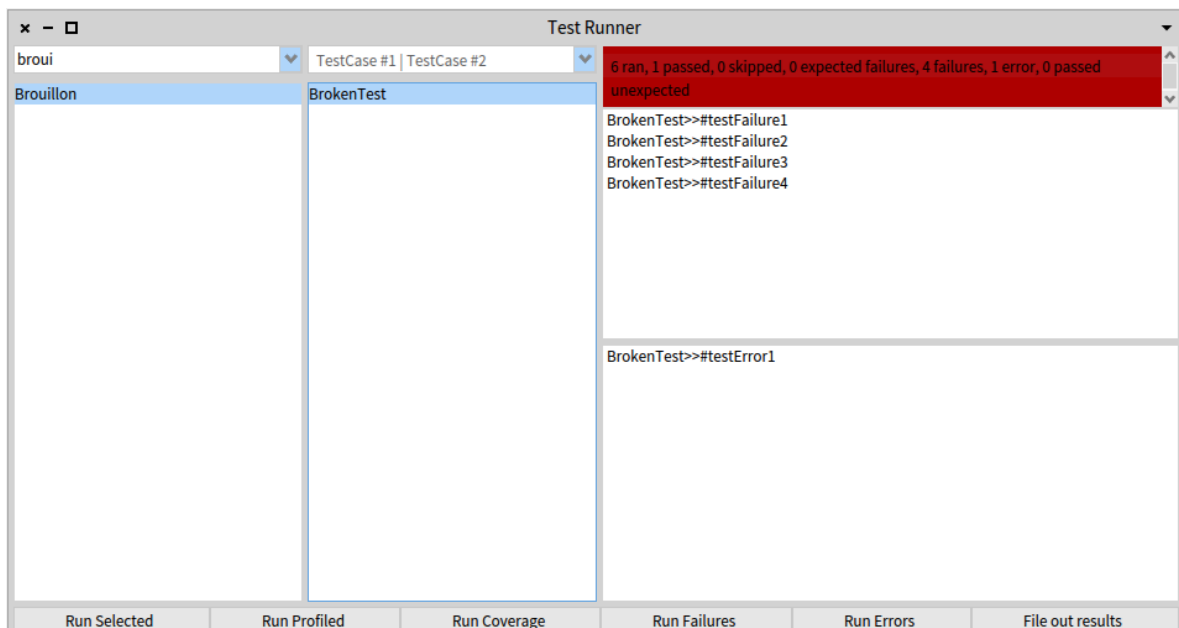 Test Runner
broui
TestCase #1 | TestCase #2
6 ran, 1 passed, 0 skipped, 0 expected failures, 4 failures, 1 error, 0 passed
unexpected
Brouillon
BrokenTest
BrokenTest>>#testFailure1
BrokenTest>>#testFailure2
BrokenTest>>#testFailure3
BrokenTest>>#testFailure4
BrokenTest>>#testError1
Run Selected
Run Profiled
Run Coverage
Run Failures
Run Errors
File out results